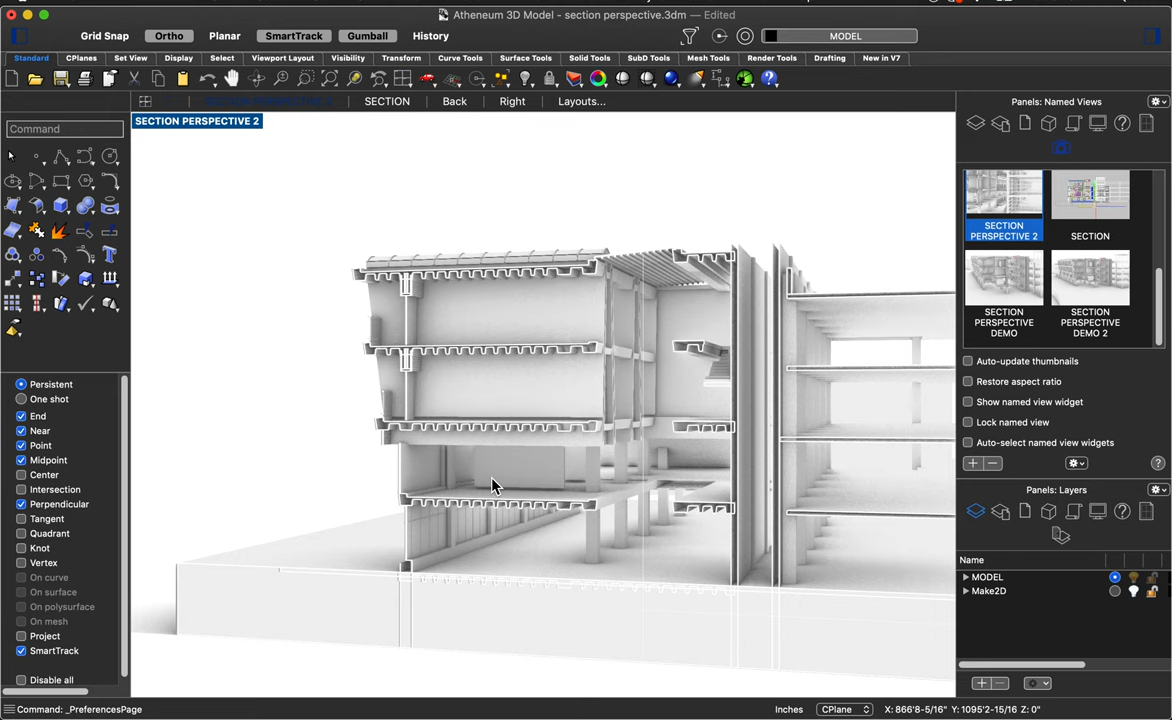 Atheneum 3D Model - section perspective.3dm — Edited
Grid Snap Ortho Planar SmartTrack Gumball History MODEL
Standard CPlanes Set View Display Select Viewport Layout Visibility Transform Curve Tools Surface Tools Solid Tools SubD Tools Mesh Tools Render Tools Drafting New in V7
SECTION PERSPECTIVE 2 SECTION Back Right Layouts...
Panels: Named Views
Command
SECTION PERSPECTIVE 2
SECTION
PERSPECTIVE 2
SECTION
SECTION
PERSPECTIVE
DEMO
SECTION
PERSPECTIVE
DEMO 2
Auto-update thumbnails
Restore aspect ratio
Show named view widget
Lock named view
Auto-select named view widgets
Persistent
One shot
End
Near
Point
Midpoint
Center
Intersection
Perpendicular
Tangent
Quadrant
Knot
Vertex
On curve
On surface
On polysurface
On mesh
Project
SmartTrack
Disable all
Panels: Layers
Name
MODEL
Make2D
Command: _PreferencesPage
Inches CPlane X: 866'8-5/16" Y: 1095'2-15/16 Z: 0"